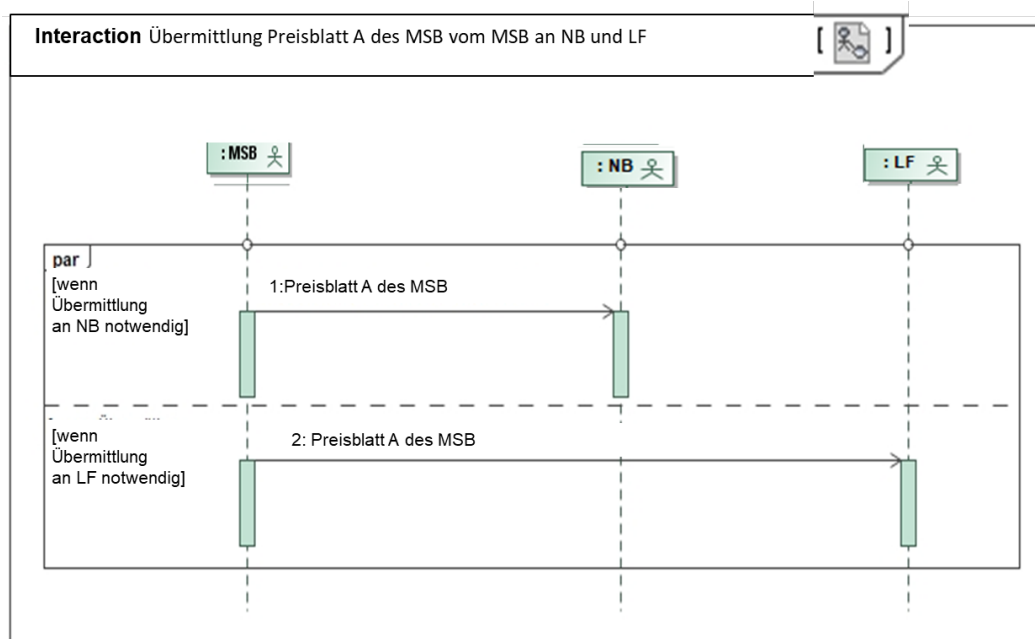 Interaction Übermittlung Preisblatt A des MSB vom MSB an NB und LF
[ ]
: MSB
: NB
: LF
par
[wenn
Übermittlung
an NB notwendig]
1:Preisblatt A des MSB
[wenn
Übermittlung
an LF notwendig]
2: Preisblatt A des MSB